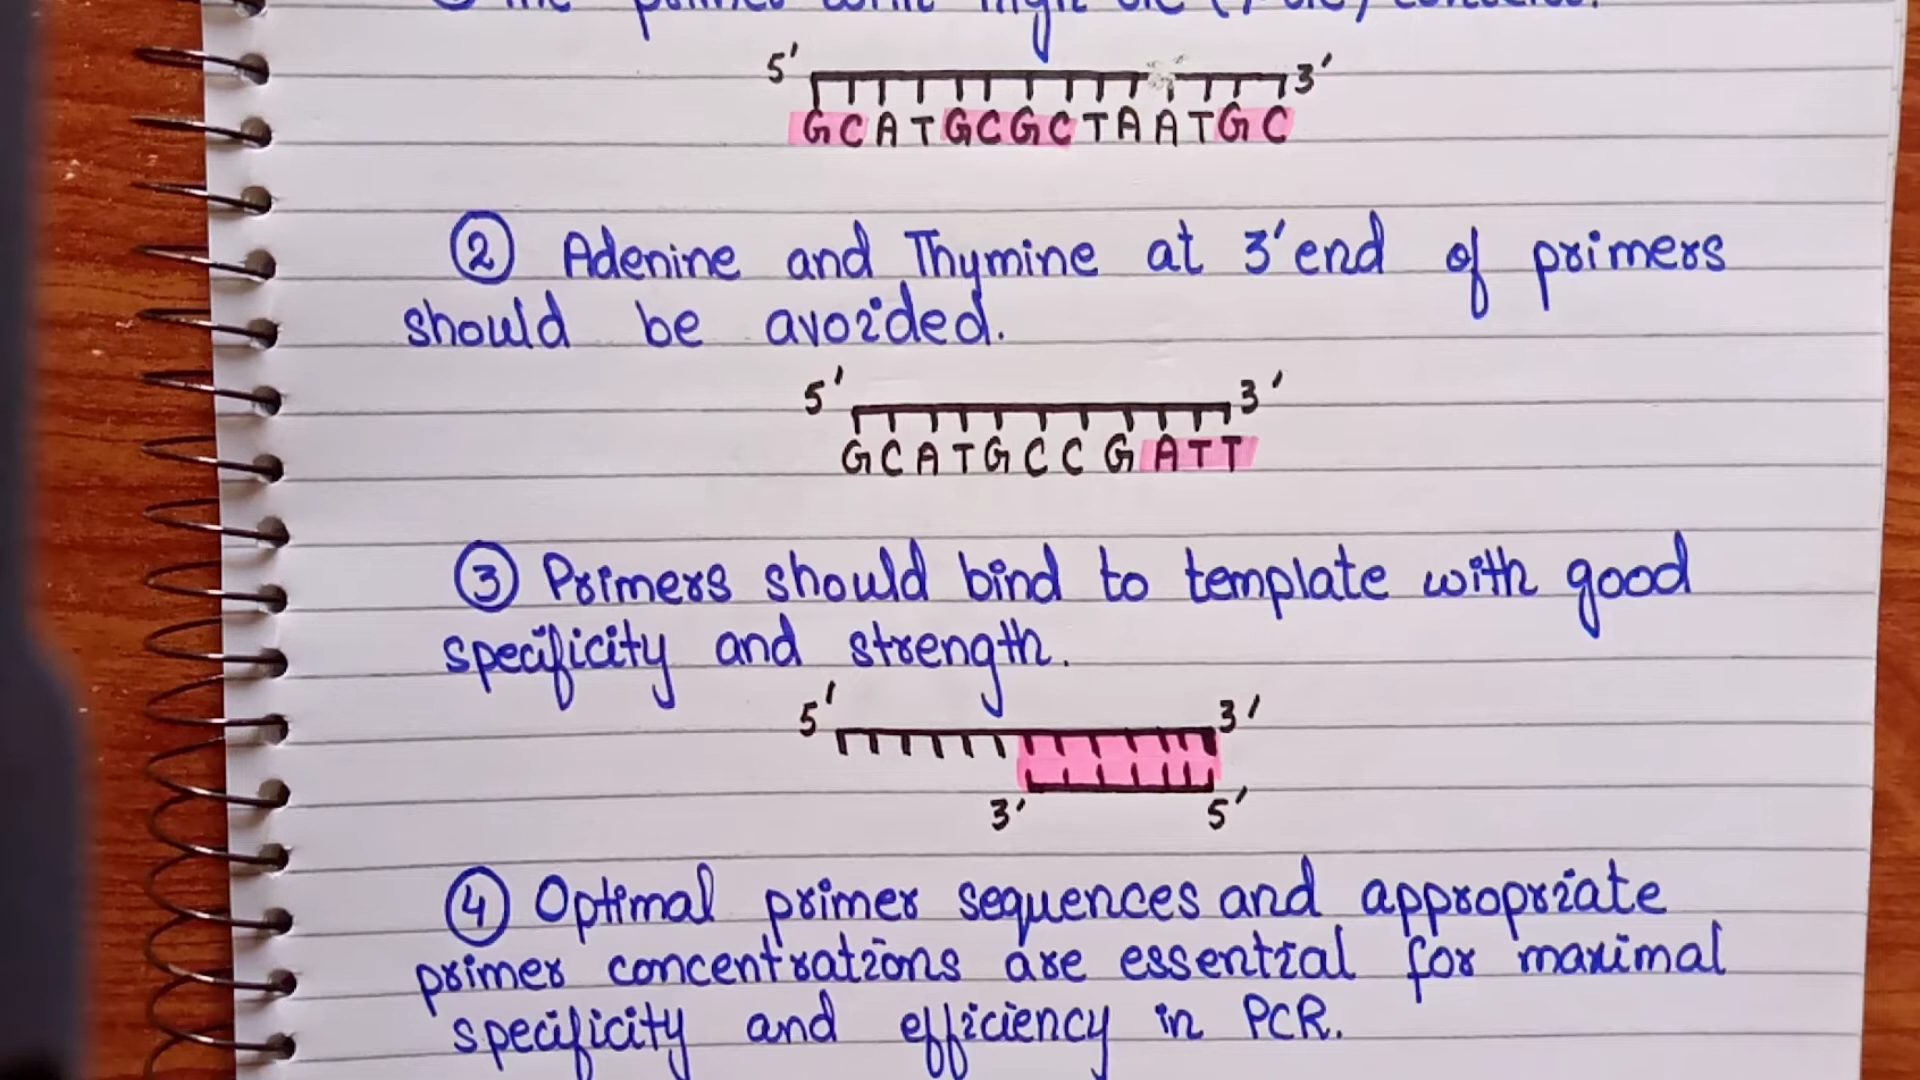 5' 3'
GCATGCGCTAATGC
② Adenine and Thymine at 3' end of primers
should be avoided.
5' 3'
GCATGCCGATT
③ Primers should bind to template with good
specificity and strength.
5' 3'
3' 5'
④ Optimal primer sequences and appropriate
primer concentrations are essential for maximal
specificity and efficiency in PCR.